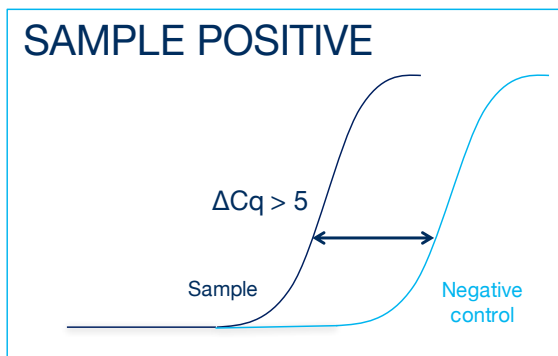 SAMPLE POSITIVE
ΔCq > 5
Sample
Negative
control